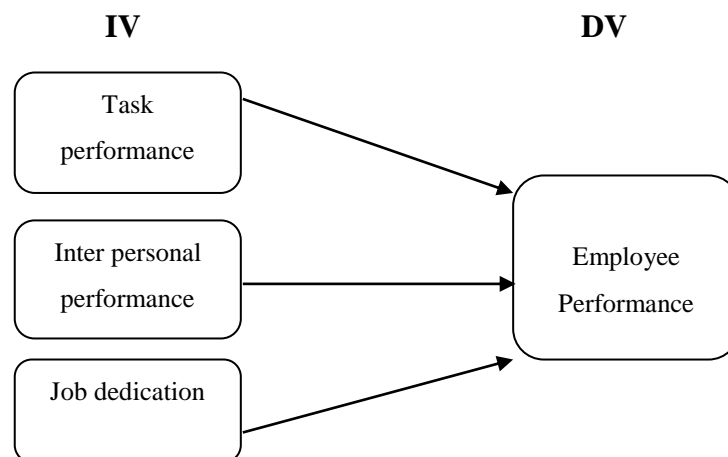 IV
DV
Task
performance
Inter personal
performance
Job dedication
Employee
Performance